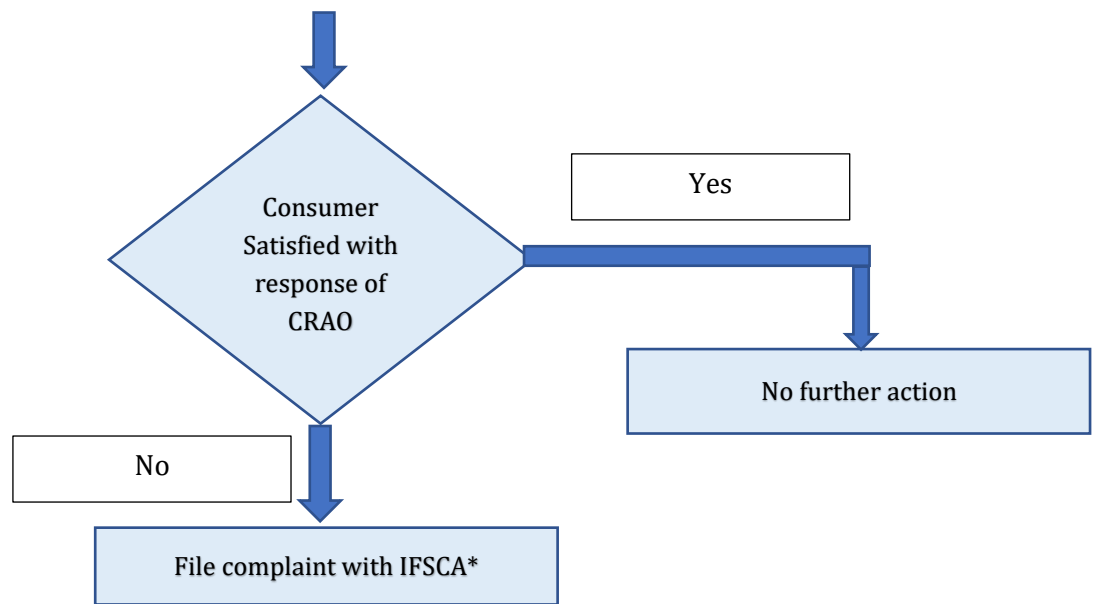 Yes
Consumer
Satisfied with
response of
CRAO
No further action
No
File complaint with IFSCA*